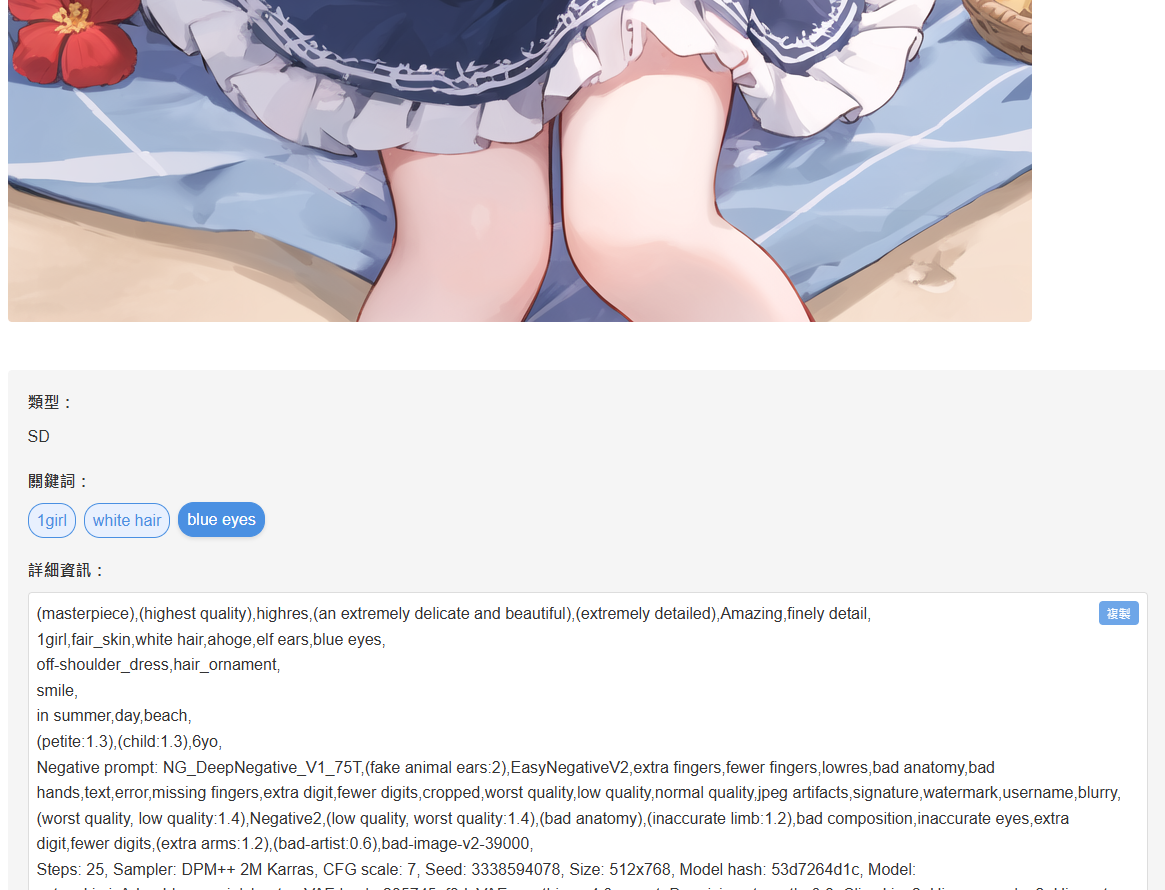 類型：
SD
關鍵詞：
1girl white hair blue eyes
詳細資訊：
複製
(masterpiece),(highest quality),highres,(an extremely delicate and beautiful),(extremely detailed),Amazing,finely detail,
1girl,fair_skin,white hair,ahoge,elf ears,blue eyes,
off-shoulder_dress,hair_ornament,
smile,
in summer,day,beach,
(petite:1.3),(child:1.3),6yo,
Negative prompt: NG_DeepNegative_V1_75T,(fake animal ears:2),EasyNegativeV2,extra fingers,fewer fingers,lowres,bad anatomy,bad
hands,text,error,missing fingers,extra digit,fewer digits,cropped,worst quality,low quality,normal quality,jpeg artifacts,signature,watermark,username,blurry,
(worst quality, low quality:1.4),Negative2,(low quality, worst quality:1.4),(bad anatomy),(inaccurate limb:1.2),bad composition,inaccurate eyes,extra
digit,fewer digits,(extra arms:1.2),(bad-artist:0.6),bad-image-v2-39000,
Steps: 25, Sampler: DPM++ 2M Karras, CFG scale: 7, Seed: 3338594078, Size: 512x768, Model hash: 53d7264d1c, Model: